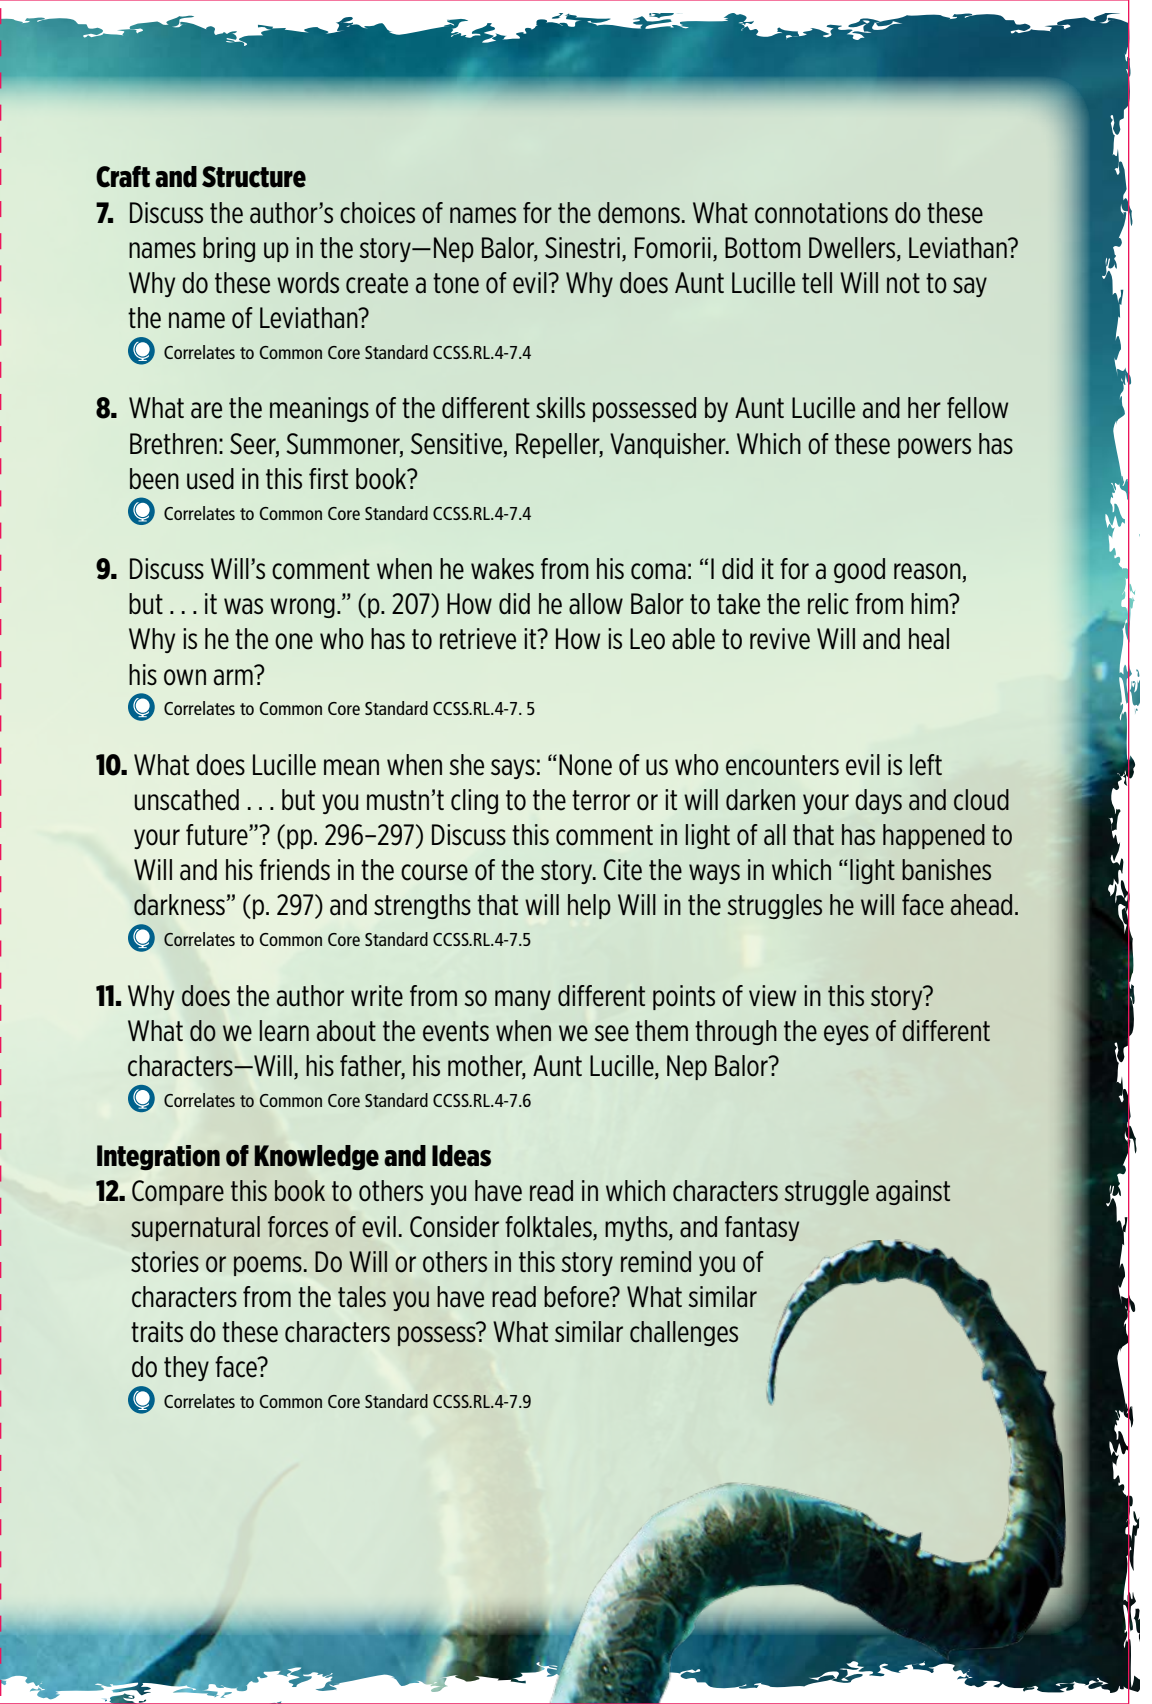 Craft and Structure
7. Discuss the author’s choices of names for the demons. What connotations do these
names bring up in the story—Nep Balor, Sinestri, Fomorii, Bottom Dwellers, Leviathan?
Why do these words create a tone of evil? Why does Aunt Lucille tell Will not to say
the name of Leviathan?
Correlates to Common Core Standard CCSS.RL.4-7.4
8. What are the meanings of the different skills possessed by Aunt Lucille and her fellow
Brethren: Seer, Summoner, Sensitive, Repeller, Vanquisher. Which of these powers has
been used in this first book?
Correlates to Common Core Standard CCSS.RL.4-7.4
9. Discuss Will’s comment when he wakes from his coma: “I did it for a good reason,
but . . . it was wrong.” (p. 207) How did he allow Balor to take the relic from him?
Why is he the one who has to retrieve it? How is Leo able to revive Will and heal
his own arm?
Correlates to Common Core Standard CCSS.RL.4-7. 5
10. What does Lucille mean when she says: “None of us who encounters evil is left
unscathed . . . but you mustn’t cling to the terror or it will darken your days and cloud
your future”? (pp. 296–297) Discuss this comment in light of all that has happened to
Will and his friends in the course of the story. Cite the ways in which “light banishes
darkness” (p. 297) and strengths that will help Will in the struggles he will face ahead.
Correlates to Common Core Standard CCSS.RL.4-7.5
11. Why does the author write from so many different points of view in this story?
What do we learn about the events when we see them through the eyes of different
characters—Will, his father, his mother, Aunt Lucille, Nep Balor?
Correlates to Common Core Standard CCSS.RL.4-7.6
Integration of Knowledge and Ideas
12. Compare this book to others you have read in which characters struggle against
supernatural forces of evil. Consider folktales, myths, and fantasy
stories or poems. Do Will or others in this story remind you of
characters from the tales you have read before? What similar
traits do these characters possess? What similar challenges
do they face?
Correlates to Common Core Standard CCSS.RL.4-7.9